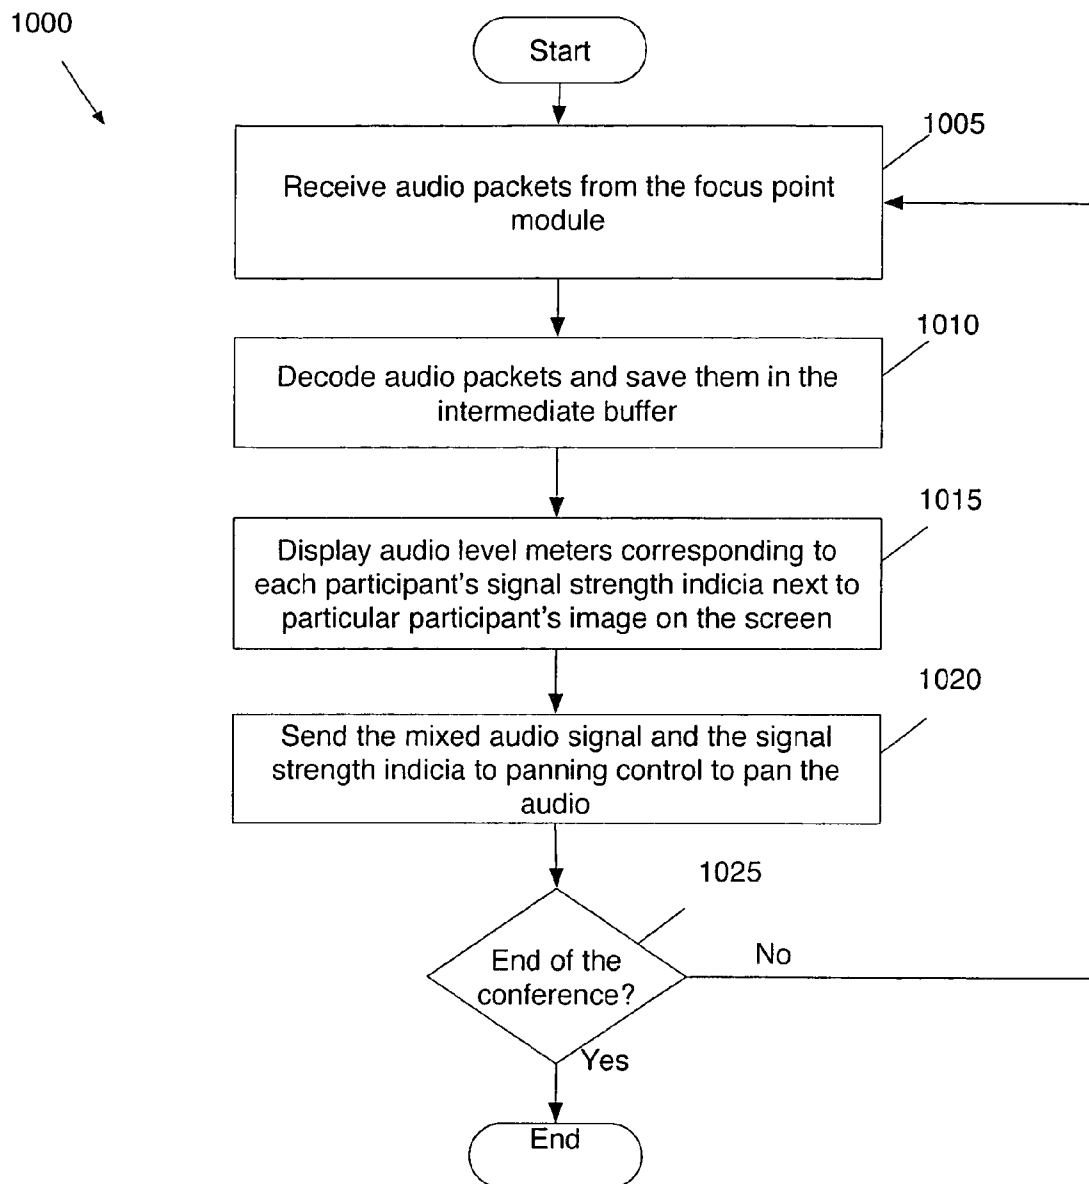 1000
Start
1005
Receive audio packets from the focus point
module
1010
Decode audio packets and save them in the
intermediate buffer
1015
Display audio level meters corresponding to
each participant's signal strength indicia next to
particular participant's image on the screen
1020
Send the mixed audio signal and the signal
strength indicia to panning control to pan the
audio
1025
End of the
conference?
No
Yes
End